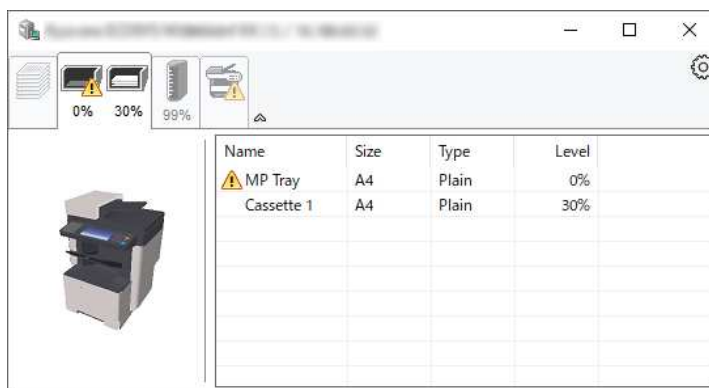 0% 30% 99%
Name Size Type Level
MP Tray A4 Plain 0%
Cassette 1 A4 Plain 30%